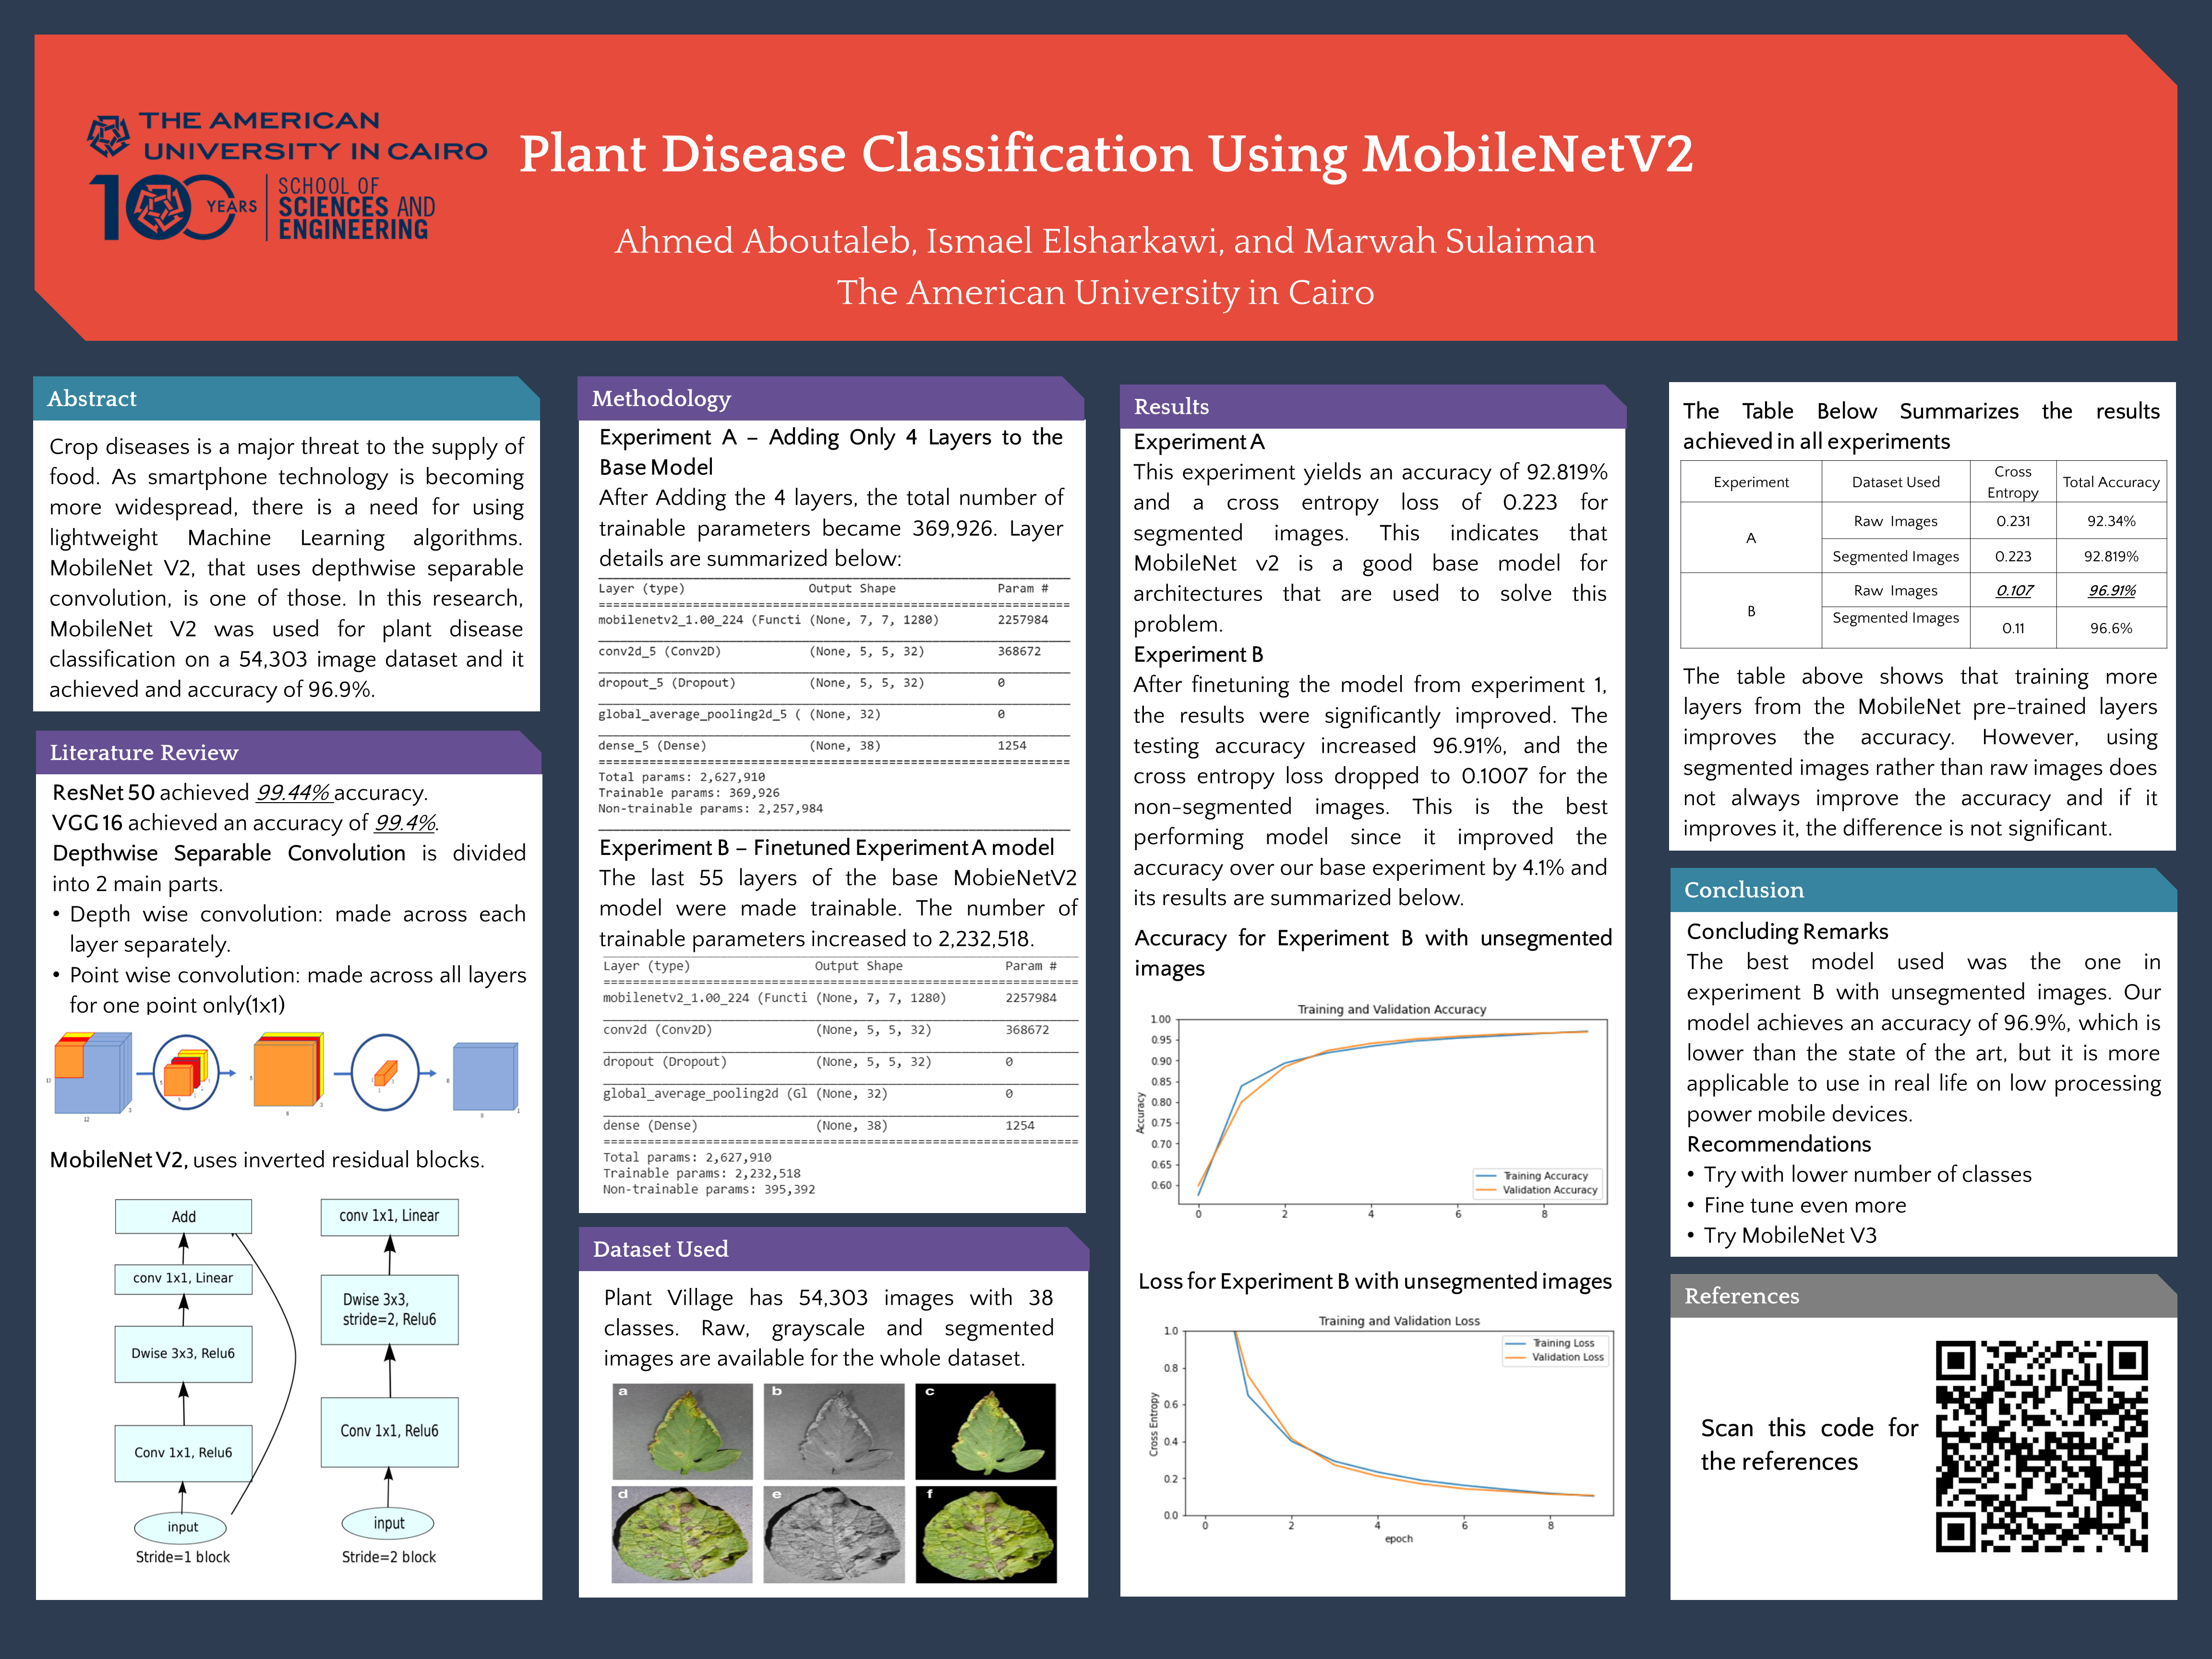 THE AMERICAN
UNIVERSITY IN CAIRO
100 YEARS
SCHOOL OF
SCIENCES AND
ENGINEERING
Plant Disease Classification Using MobileNetV2
Ahmed Aboutaleb, Ismael Elsharkawi, and Marwah Sulaiman
The American University in Cairo
Abstract
Crop diseases is a major threat to the supply of
food. As smartphone technology is becoming
more widespread, there is a need for using
lightweight Machine Learning algorithms.
MobileNet V2, that uses depthwise separable
convolution, is one of those. In this research,
MobileNet V2 was used for plant disease
classification on a 54,303 image dataset and it
achieved and accuracy of 96.9%.
Literature Review
ResNet 50 achieved 99.44% accuracy.
VGG 16 achieved an accuracy of 99.4%.
Depthwise Separable Convolution is divided
into 2 main parts.
• Depth wise convolution: made across each
layer separately.
• Point wise convolution: made across all layers
for one point only(1x1)
12
3
8
3
8
1
MobileNet V2, uses inverted residual blocks.
Add
conv 1x1, Linear
Dwise 3x3, Relu6
Conv 1x1, Relu6
input
Stride=1 block
conv 1x1, Linear
Dwise 3x3,
stride=2, Relu6
Conv 1x1, Relu6
input
Stride=2 block
Methodology
Experiment A – Adding Only 4 Layers to the
Base Model
After Adding the 4 layers, the total number of
trainable parameters became 369,926. Layer
details are summarized below:
Layer (type) Output Shape Param #
mobilenetv2_1.00_224 (Functi (None, 7, 7, 1280) 2257984
conv2d_5 (Conv2D) (None, 5, 5, 32) 368672
dropout_5 (Dropout) (None, 5, 5, 32) 0
global_average_pooling2d_5 ( (None, 32) 0
dense_5 (Dense) (None, 38) 1254
Total params: 2,627,910
Trainable params: 369,926
Non-trainable params: 2,257,984
Experiment B – Finetuned Experiment A model
The last 55 layers of the base MobieNetV2
model were made trainable. The number of
trainable parameters increased to 2,232,518.
Layer (type) Output Shape Param #
mobilenetv2_1.00_224 (Functi (None, 7, 7, 1280) 2257984
conv2d (Conv2D) (None, 5, 5, 32) 368672
dropout (Dropout) (None, 5, 5, 32) 0
global_average_pooling2d (Gl (None, 32) 0
dense (Dense) (None, 38) 1254
Total params: 2,627,910
Trainable params: 2,232,518
Non-trainable params: 395,392
Dataset Used
Plant Village has 54,303 images with 38
classes. Raw, grayscale and segmented
images are available for the whole dataset.
a b c
d e f
Results
Experiment A
This experiment yields an accuracy of 92.819%
and a cross entropy loss of 0.223 for
segmented images. This indicates that
MobileNet v2 is a good base model for
architectures that are used to solve this
problem.
Experiment B
After finetuning the model from experiment 1,
the results were significantly improved. The
testing accuracy increased 96.91%, and the
cross entropy loss dropped to 0.1007 for the
non-segmented images. This is the best
performing model since it improved the
accuracy over our base experiment by 4.1% and
its results are summarized below.
Accuracy for Experiment B with unsegmented
images
Training and Validation Accuracy
1.00
0.95
0.90
0.85
0.80
0.75
0.70
0.65
0.60
Accuracy
Training Accuracy
Validation Accuracy
0 2 4 6 8
Loss for Experiment B with unsegmented images
Training and Validation Loss
1.0
0.8
0.6
0.4
0.2
0.0
Cross Entropy
Training Loss
Validation Loss
0 2 4 6 8
epoch
The Table Below Summarizes the results
achieved in all experiments
Experiment Dataset Used Cross Entropy Total Accuracy
A Raw Images 0.231 92.34%
Segmented Images 0.223 92.819%
B Raw Images 0.107 96.91%
Segmented Images 0.11 96.6%
The table above shows that training more
layers from the MobileNet pre-trained layers
improves the accuracy. However, using
segmented images rather than raw images does
not always improve the accuracy and if it
improves it, the difference is not significant.
Conclusion
Concluding Remarks
The best model used was the one in
experiment B with unsegmented images. Our
model achieves an accuracy of 96.9%, which is
lower than the state of the art, but it is more
applicable to use in real life on low processing
power mobile devices.
Recommendations
• Try with lower number of classes
• Fine tune even more
• Try MobileNet V3
References
Scan this code for
the references